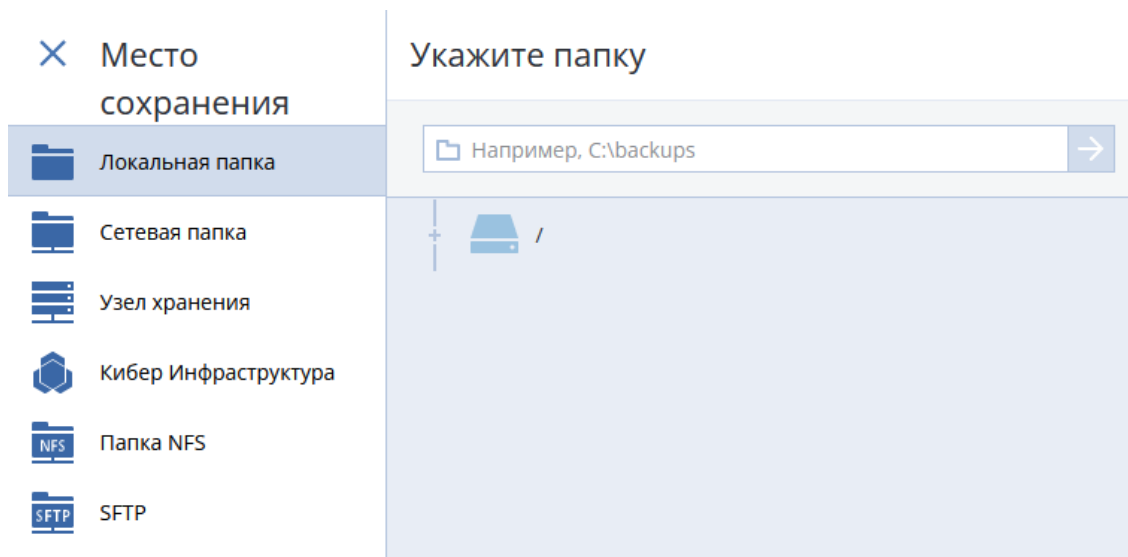 Место
сохранения
Локальная папка
Сетевая папка
Узел хранения
Кибер Инфраструктура
NFS
Папка NFS
SFTP
SFTP
Укажите папку
Например, C:\backups
/